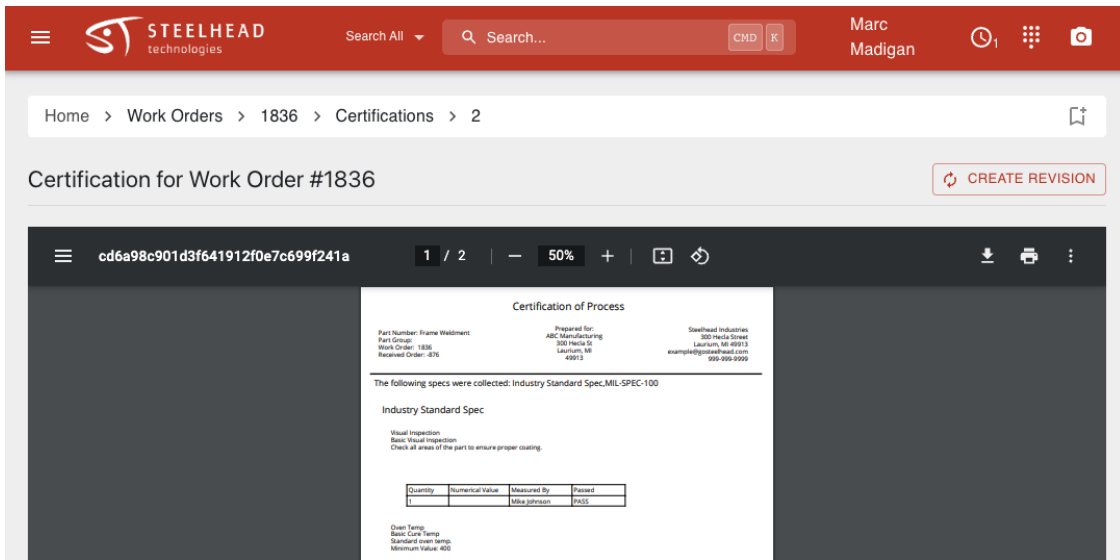 STEELHEAD
technologies
Search All
Search...
CMD K
Marc
Madigan
1
Home > Work Orders > 1836 > Certifications > 2
Certification for Work Order #1836
CREATE REVISION
cd6a98c901d3f641912f0e7c699f241a
1 / 2
50%
Certification of Process
Part Number: Frame Weldment
Part Group:
Work Order: 1836
Received Order: -876
Prepared for:
ABC Manufacturing
300 Hecla St
Laurium, MI
49913
Steelhead Industries
300 Hecla Street
Laurium, MI 49913
example@gosteelhead.com
999-999-9999
The following specs were collected: Industry Standard Spec,MIL-SPEC-100
Industry Standard Spec
Visual Inspection
Basic Visual Inspection
Check all areas of the part to ensure proper coating.
Quantity Numerical Value Measured By Passed
1 Mike Johnson PASS
Oven Temp
Basic Cure Temp
Standard oven temp.
Minimum Value: 400